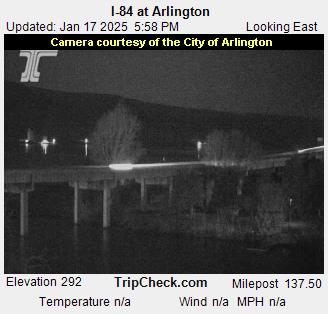 I-84 at Arlington
Updated: Jan 17 2025 5:58 PM Looking East
Camera courtesy of the City of Arlington
Elevation 292 TripCheck.com Milepost 137.50
Temperature n/a Wind n/a MPH n/a